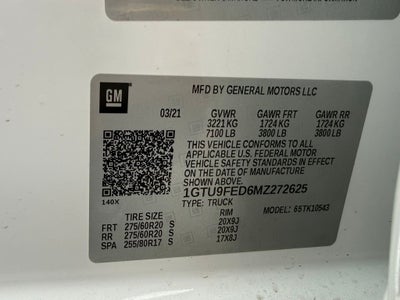 GM
MFD BY GENERAL MOTORS LLC
03/21 GVWR GAWR FRT GAWR RR
3221 KG 1724 KG 1724 KG
7100 LB 3800 LB 3800 LB
THIS VEHICLE CONFORMS TO ALL
APPLICABLE U.S. FEDERAL MOTOR
VEHICLE SAFETY STANDARDS IN EFFECT
ON THE DATE OF MANUFACTURE SHOWN ABOVE.
1GTU9FED6MZ272625
140X TYPE: TRUCK 65TK10543
TIRE SIZE RIM
FRT 275/60R20 S 20X9J
RR 275/60R20 S 20X9J
SPA 255/80R17 S 17X8J